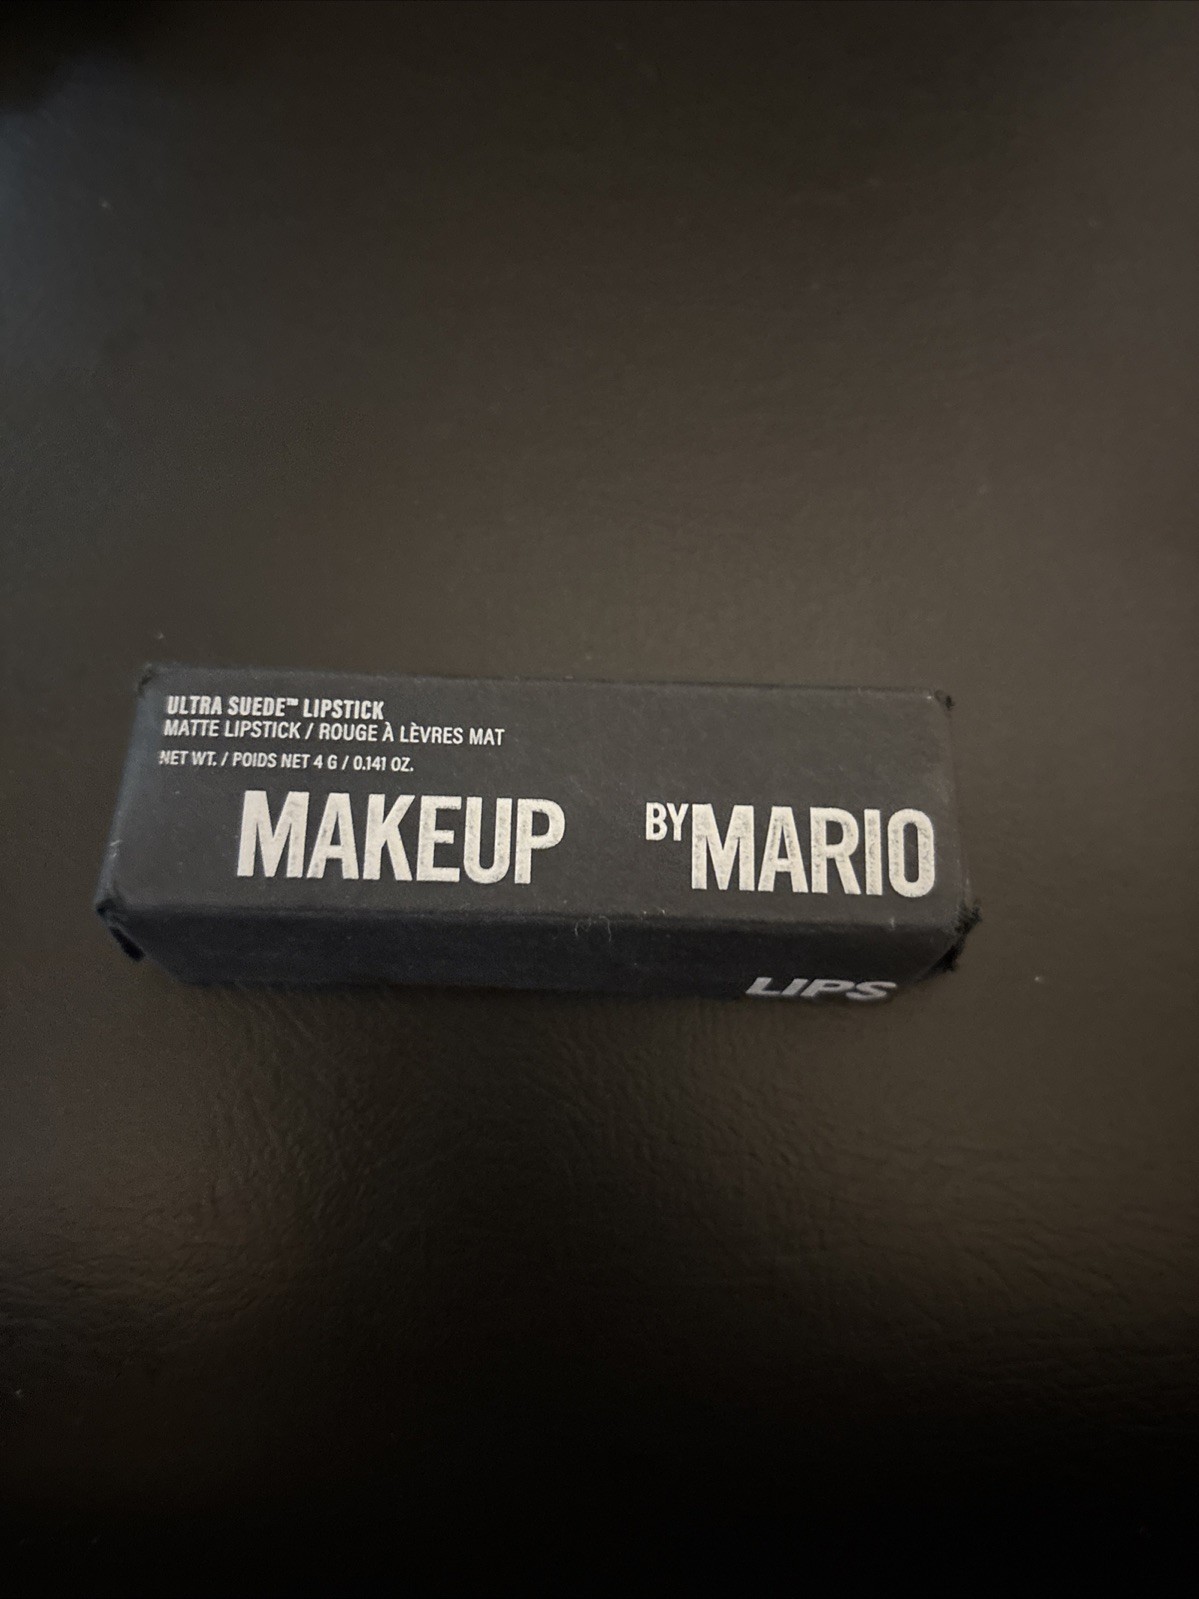 ULTRA SUEDE™ LIPSTICK
MATTE LIPSTICK / ROUGE À LÈVRES MAT
NET WT. / POIDS NET 4 G / 0.141 OZ.
MAKEUP BY MARIO
LIPS